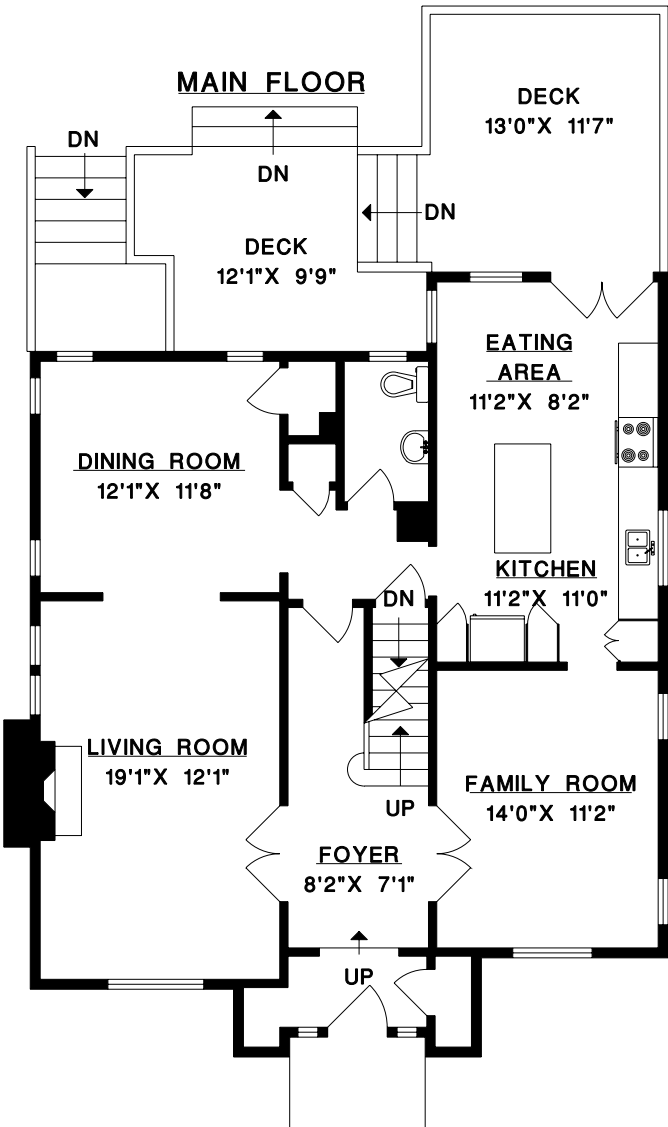 MAIN FLOOR
DECK
13'0"X 11'7"
DN
DN
DN
DECK
12'1"X 9'9"
EATING
AREA
11'2"X 8'2"
DINING ROOM
12'1"X 11'8"
KITCHEN
11'2"X 11'0"
DN
LIVING ROOM
19'1"X 12'1"
FAMILY ROOM
14'0"X 11'2"
UP
FOYER
8'2"X 7'1"
UP